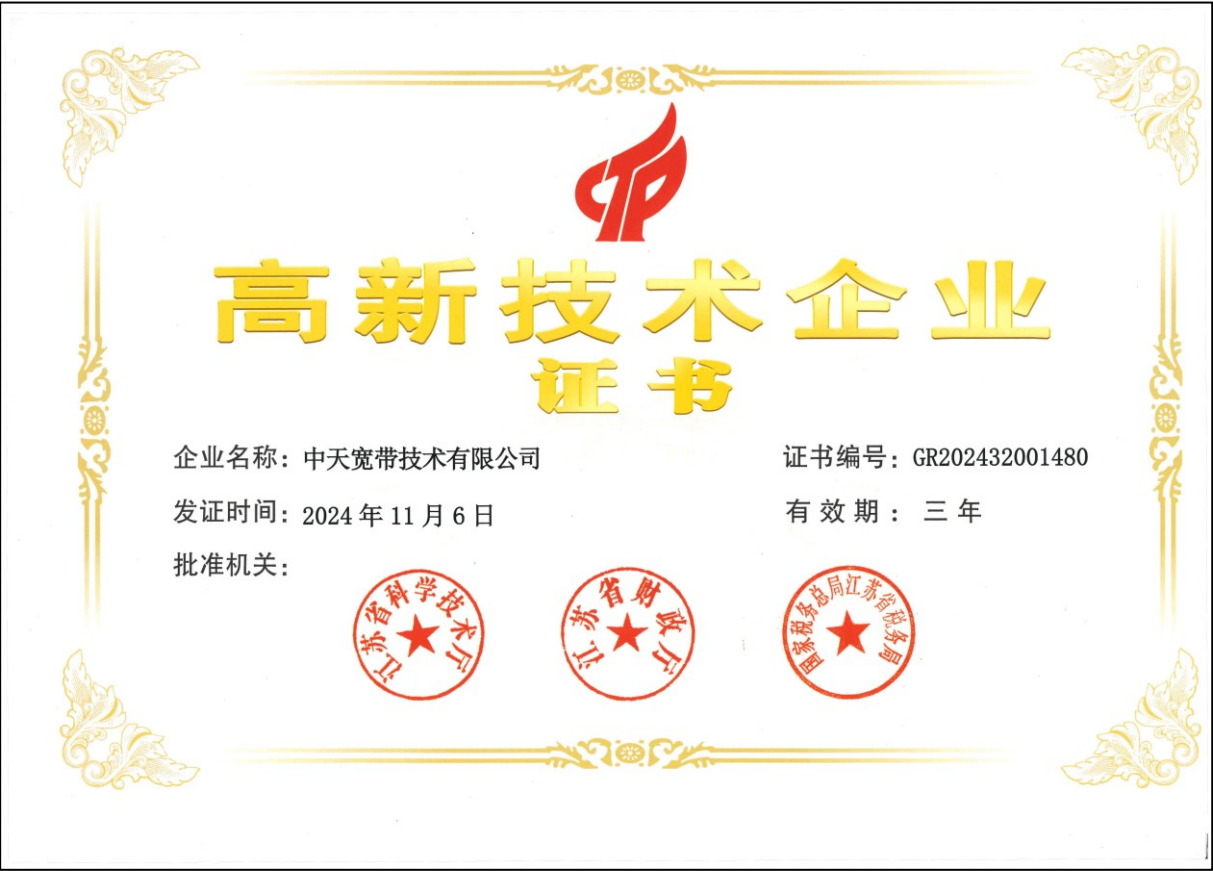 高新技术企业
证书
企业名称：中天宽带技术有限公司
证书编号：GR202432001480
发证时间：2024年11月6日
有效期：三年
批准机关：
江苏省科学技术厅
江苏省财政厅
国家税务总局江苏省税务局